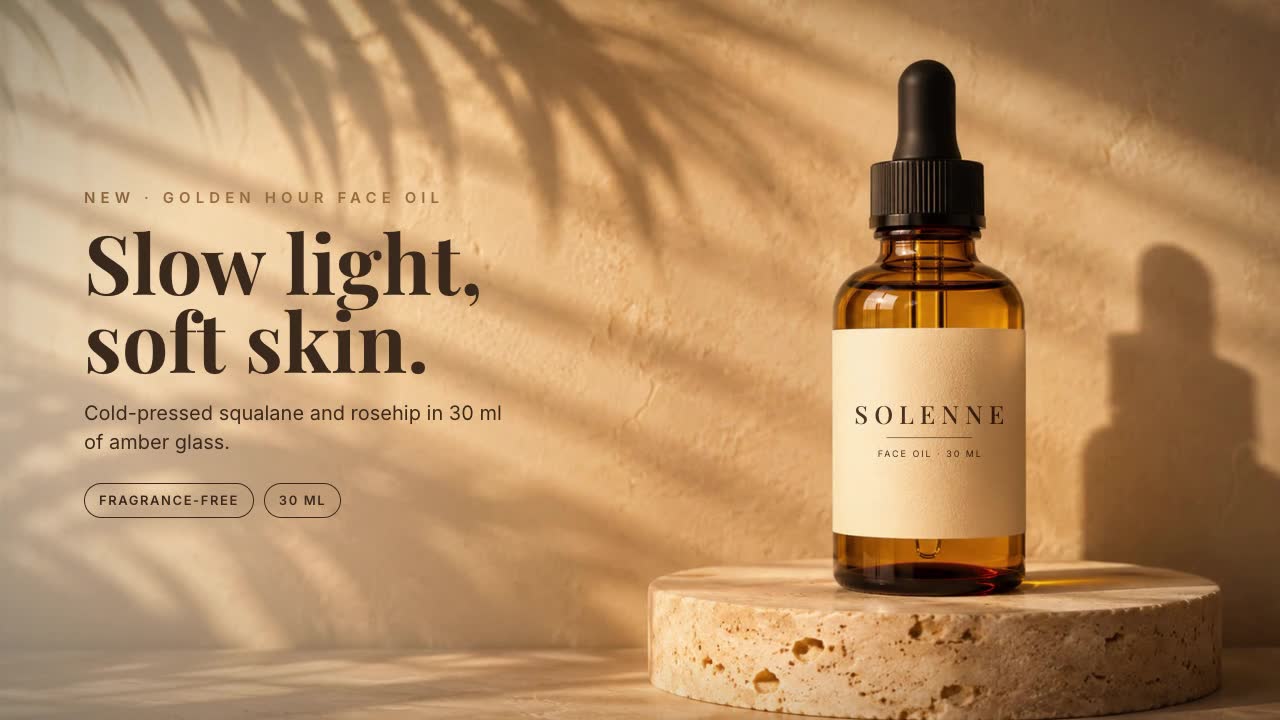 NEW · GOLDEN HOUR FACE OIL
Slow light,
soft skin.
Cold-pressed squalane and rosehip in 30 ml
of amber glass.
FRAGRANCE-FREE
30 ML
SOLENNE
FACE OIL · 30 ML